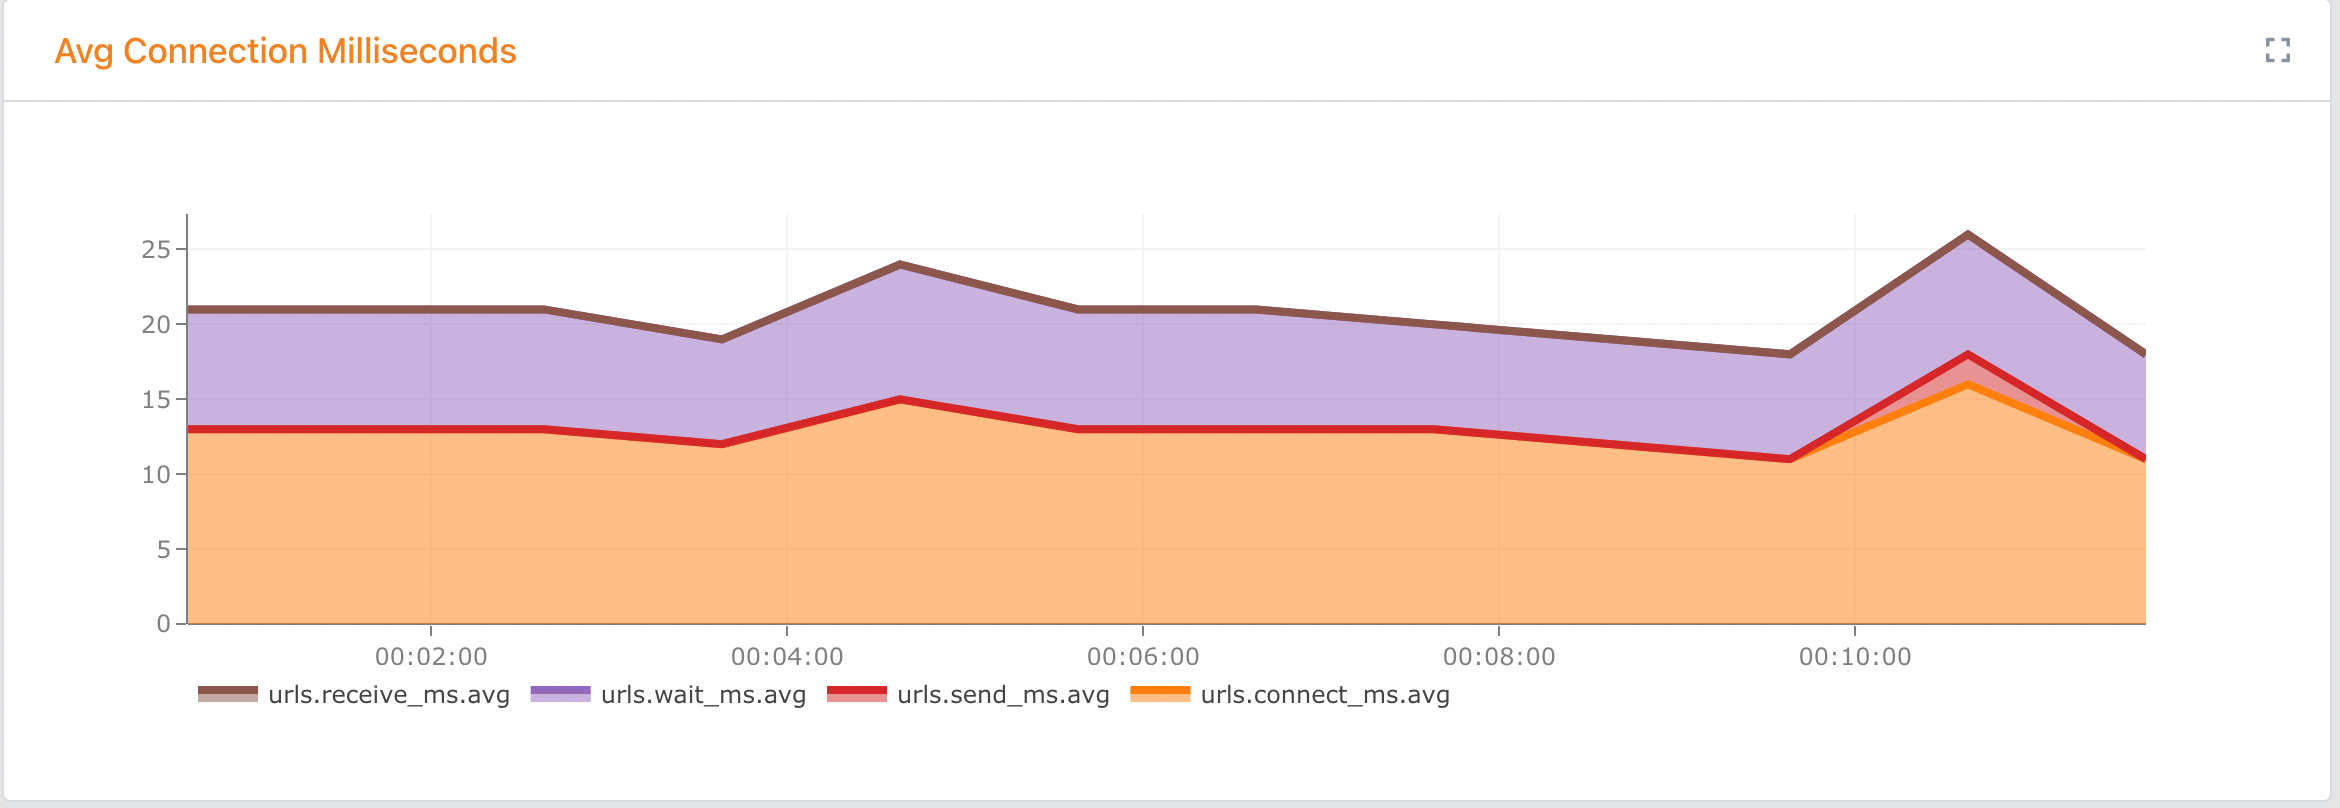 Avg Connection Milliseconds
25
20
15
10
5
0
00:02:00 00:04:00 00:06:00 00:08:00 00:10:00
urls.receive_ms.avg urls.wait_ms.avg urls.send_ms.avg urls.connect_ms.avg